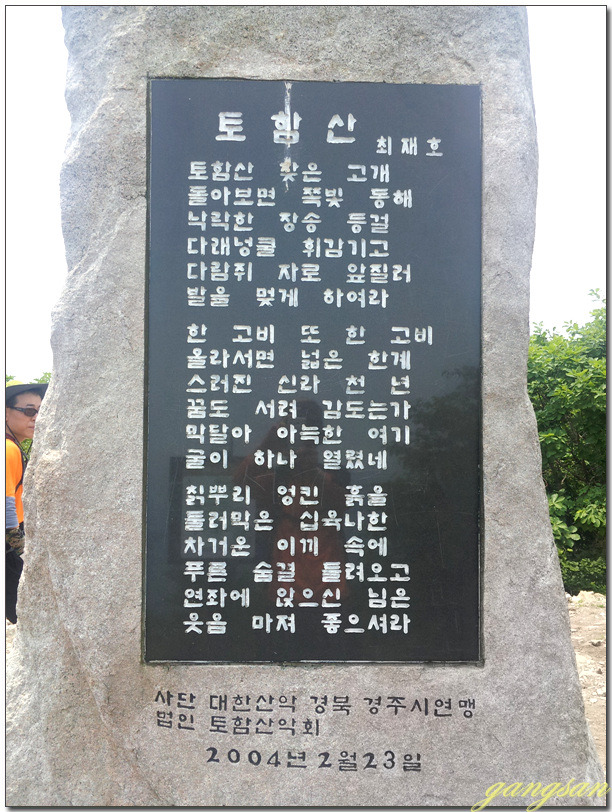 토함산
최재호
토함산 잦은 고개
돌아보면 쪽빛 동해
낙락한 장송 등걸
다래넝쿨 휘감기고
다람쥐 자로 앞질러
발을 멎게 하여라
한 고비 또 한 고비
올라서면 넓은 한계
스러진 신라 천 년
꿈도 서려 감도는가
막달아 아늑한 여기
굴이 하나 열렸네
칡뿌리 엉킨 흙을
둘러막은 십육나한
차거운 이끼 속에
푸른 숨결 들려오고
연좌에 앉으신 님은
웃음 마져 좋으셔라
사단 대한산악 경북 경주시연맹
법인 토함산악회
2004년 2월23일
gangsan